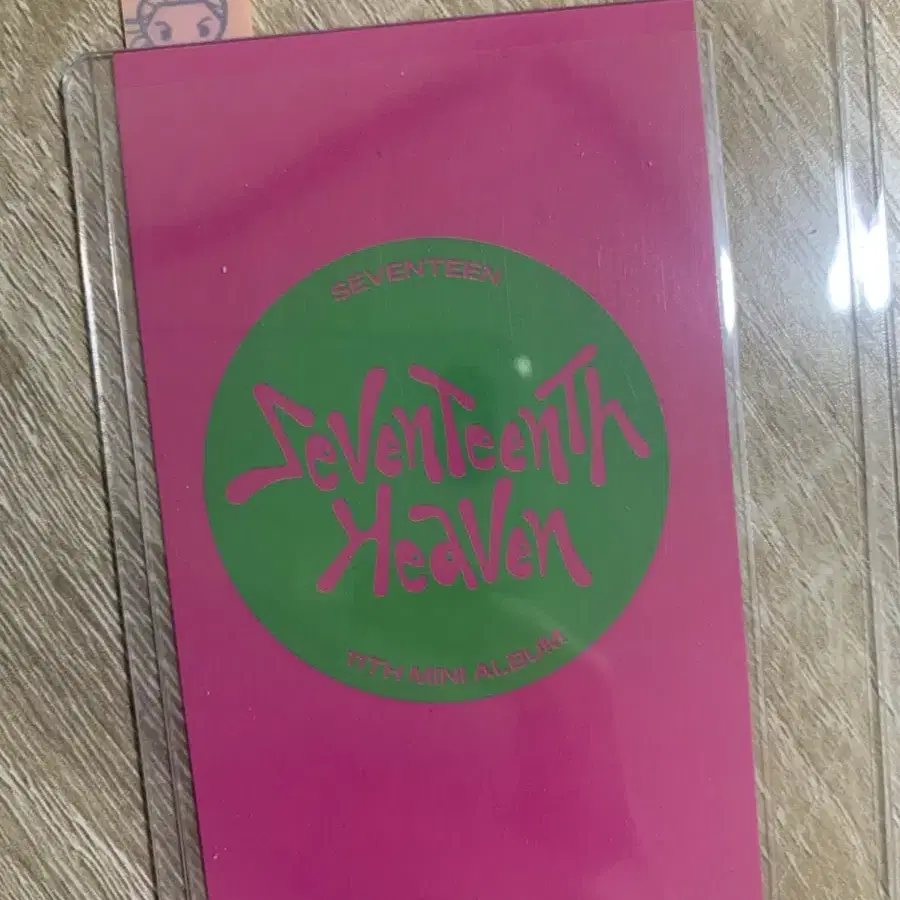 SEVENTEEN
SevenTeenTh
Heaven
11TH MINI ALBUM